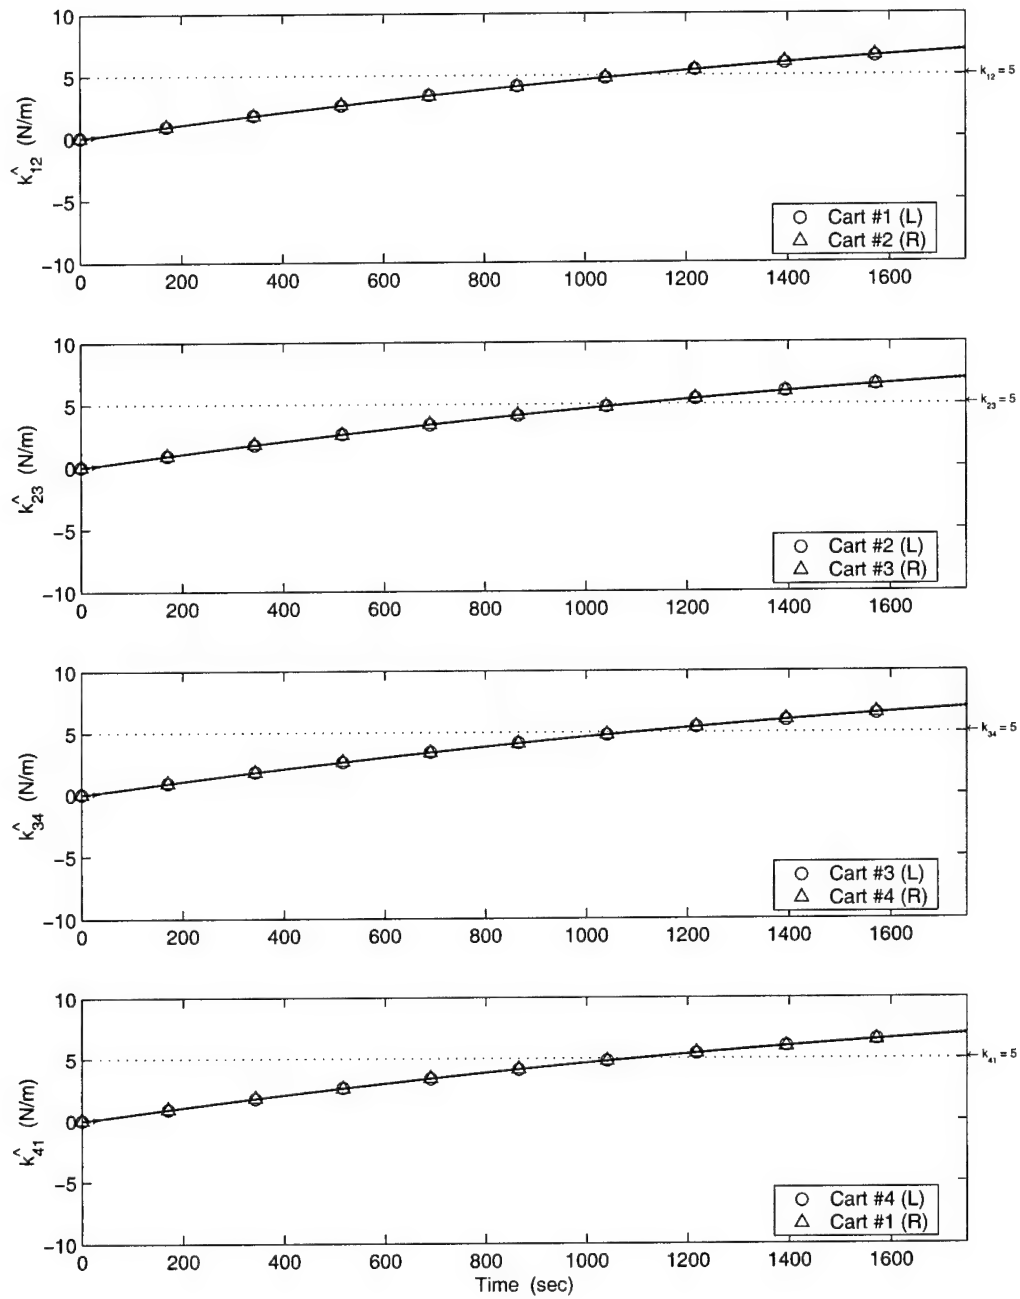 10
5
0
−5
−10
k̂12 (N/m)
k12 = 5
Cart #1 (L)
Cart #2 (R)
0 200 400 600 800 1000 1200 1400 1600
10
5
0
−5
−10
k̂23 (N/m)
k23 = 5
Cart #2 (L)
Cart #3 (R)
0 200 400 600 800 1000 1200 1400 1600
10
5
0
−5
−10
k̂34 (N/m)
k34 = 5
Cart #3 (L)
Cart #4 (R)
0 200 400 600 800 1000 1200 1400 1600
10
5
0
−5
−10
k̂41 (N/m)
k41 = 5
Cart #4 (L)
Cart #1 (R)
0 200 400 600 800 1000 1200 1400 1600
Time (sec)